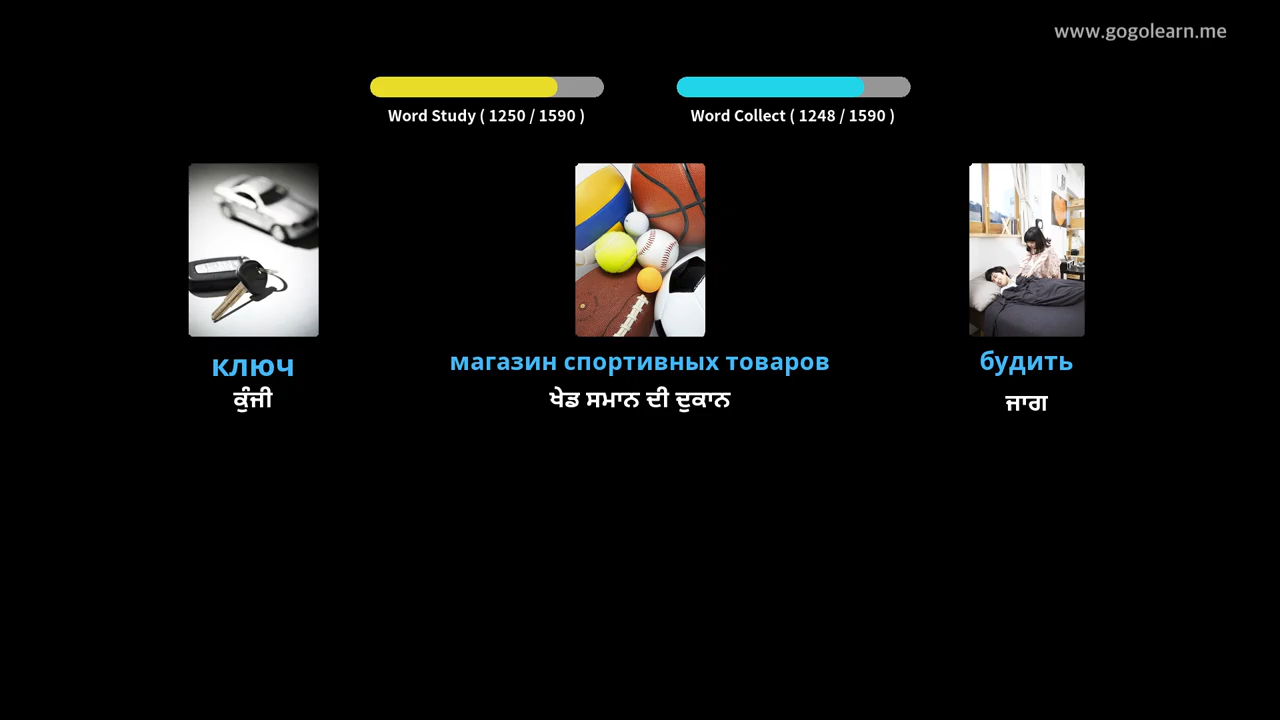 www.gogolearn.me
Word Study ( 1250 / 1590 )
Word Collect ( 1248 / 1590 )
ключ
магазин спортивных товаров
будить
ਕੁੰਜੀ
ਖੇਡ ਸਮਾਨ ਦੀ ਦੁਕਾਨ
ਜਾਗ